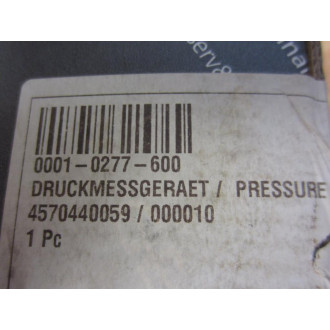 0001-0277-600
DRUCKMESSGERAET / PRESSURE
4570440059 / 000010
1 Pc